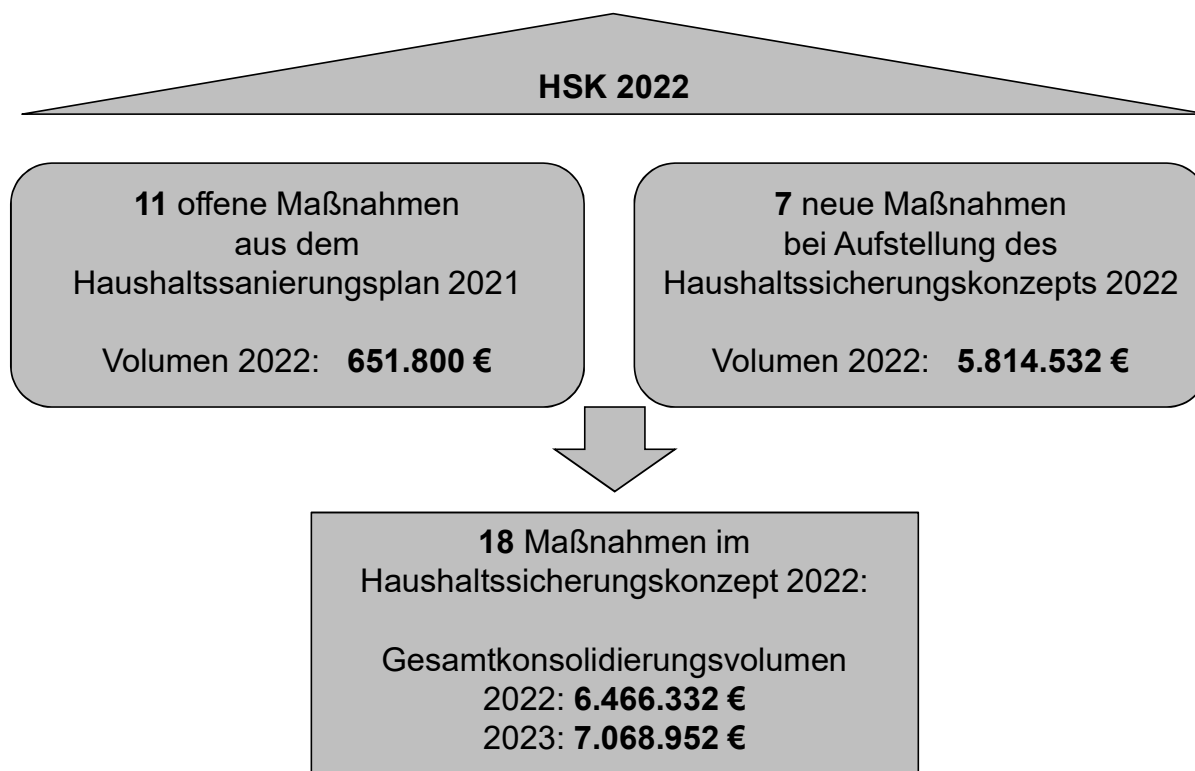 HSK 2022
11 offene Maßnahmen
aus dem
Haushaltssanierungsplan 2021
Volumen 2022: 651.800 €
7 neue Maßnahmen
bei Aufstellung des
Haushaltssicherungskonzepts 2022
Volumen 2022: 5.814.532 €
18 Maßnahmen im
Haushaltssicherungskonzept 2022:
Gesamtkonsolidierungsvolumen
2022: 6.466.332 €
2023: 7.068.952 €